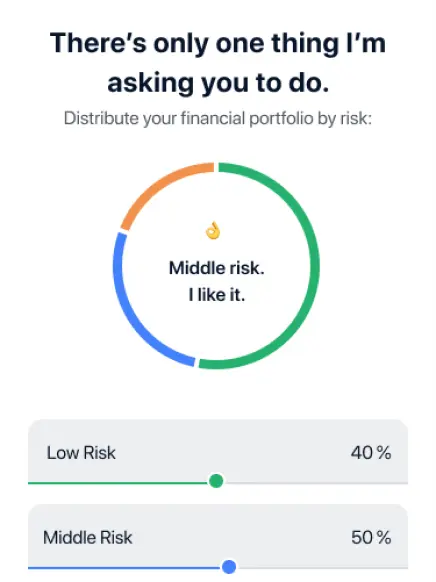 There’s only one thing I’m
asking you to do.
Distribute your financial portfolio by risk:
👌
Middle risk.
I like it.
Low Risk 40 %
Middle Risk 50 %